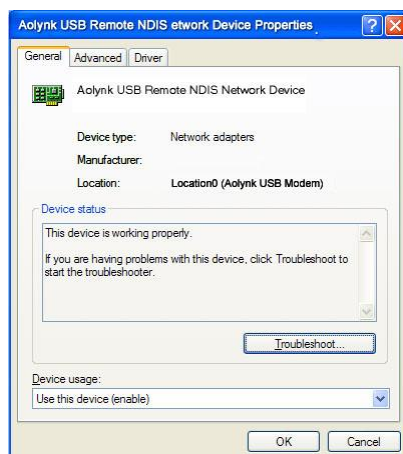 Aolynk USB Remote NDIS etwork Device Properties
General Advanced Driver
Aolynk USB Remote NDIS Network Device
Device type: Network adapters
Manufacturer:
Location: Location0 (Aolynk USB Modem)
Device status
This device is working properly.
If you are having problems with this device, click Troubleshoot to
start the troubleshooter.
Troubleshoot...
Device usage:
Use this device (enable)
OK Cancel